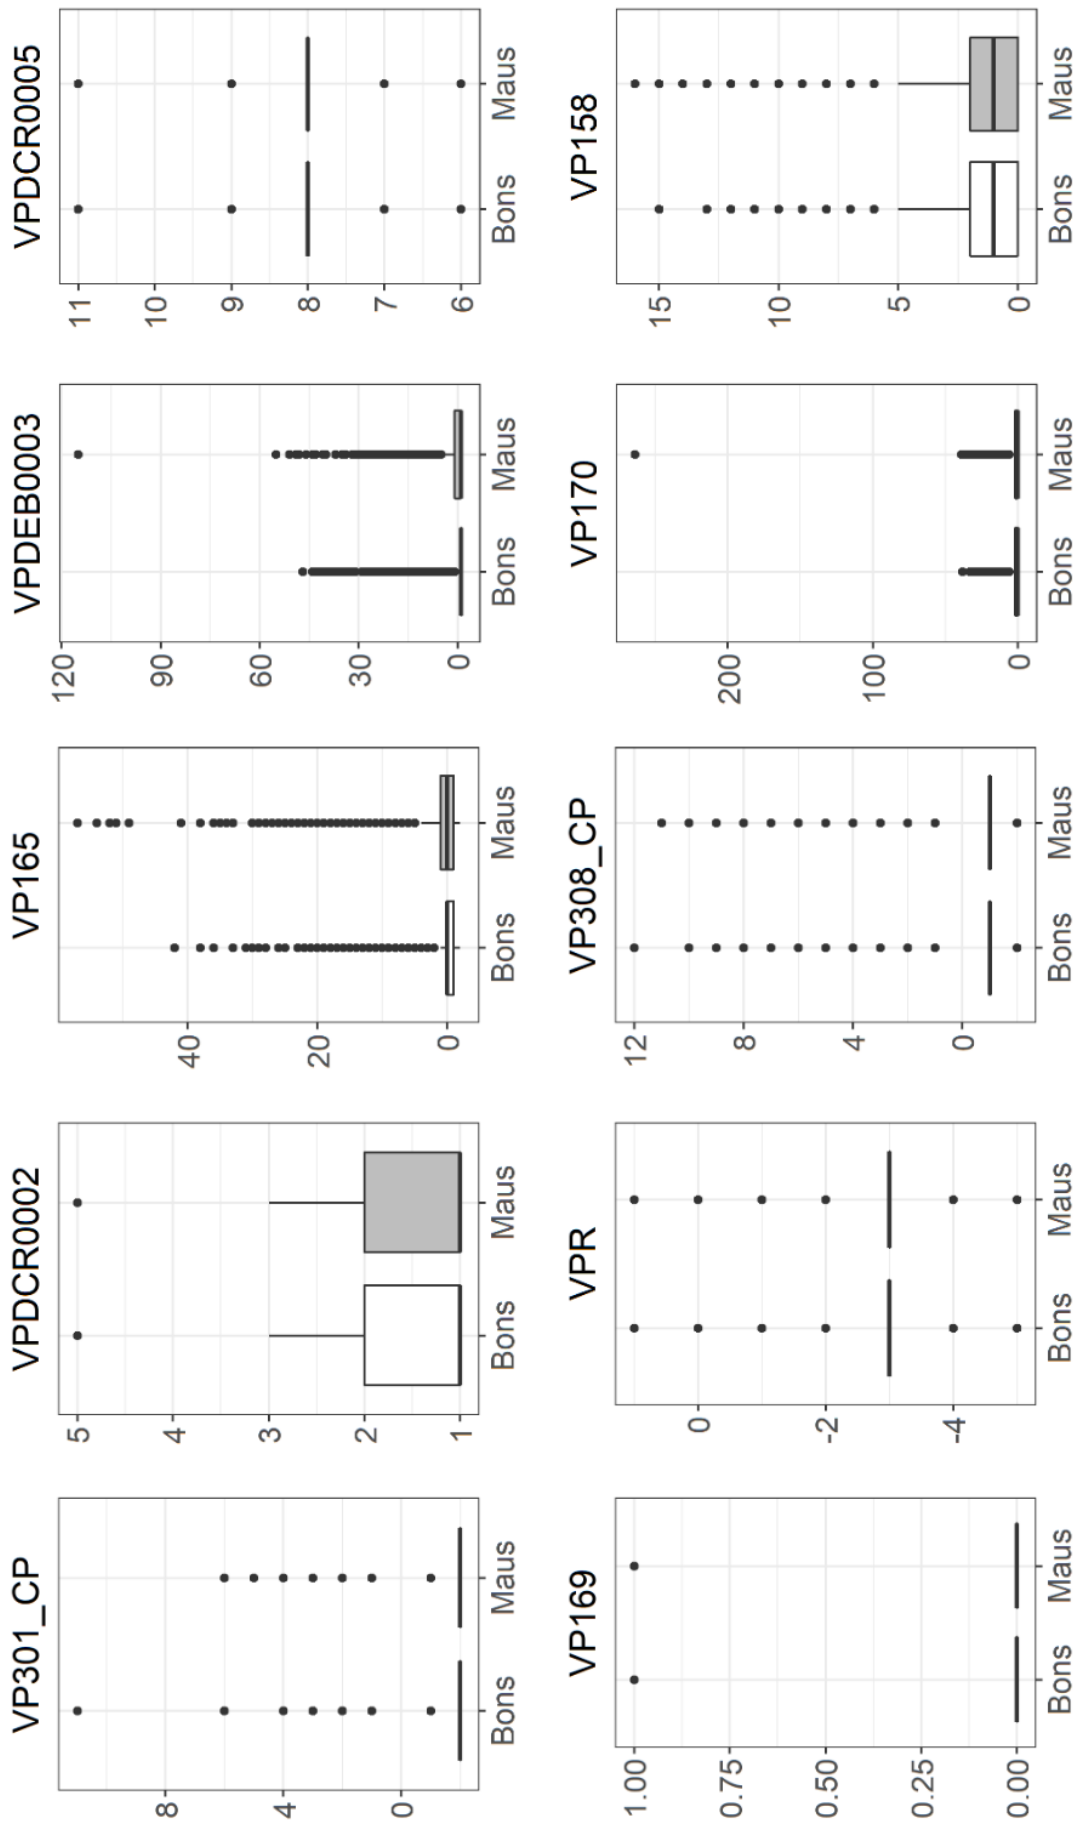 VP301_CP
8
4
0
Bons Maus
VPDCR0002
5
4
3
2
1
Bons Maus
VP165
40
20
0
Bons Maus
VPDEB0003
120
90
60
30
0
Bons Maus
VPDCR0005
11
10
9
8
7
6
Bons Maus
VP169
1.00
0.75
0.50
0.25
0.00
Bons Maus
VPR
0
-2
-4
Bons Maus
VP308_CP
12
8
4
0
Bons Maus
VP170
200
100
0
Bons Maus
VP158
15
10
5
0
Bons Maus